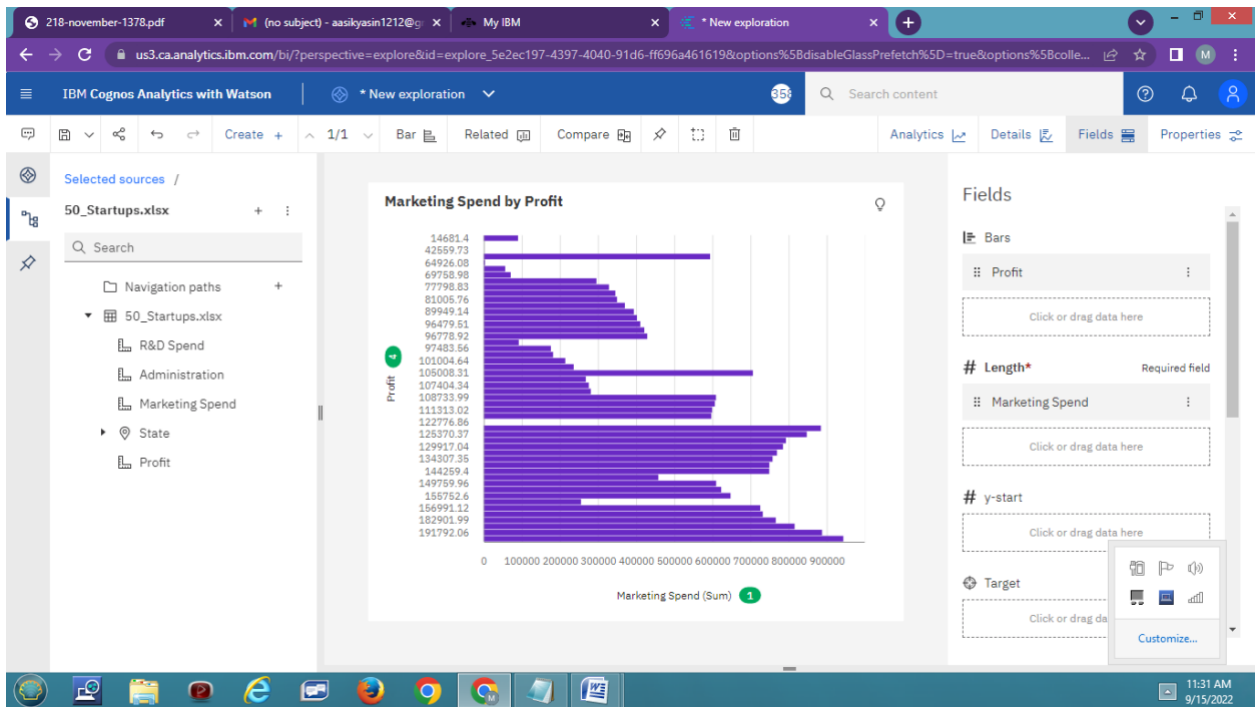 218-november-1378.pdf
(no subject) - aasikyasin1212@g
My IBM
* New exploration
us3.ca.analytics.ibm.com/bi/?perspective=explore&id=explore_5e2ec197-4397-4040-91d6-ff696a461619&options%5BdisableGlassPrefetch%5D=true&options%5Bcolle...
M
IBM Cognos Analytics with Watson
* New exploration
Search content
Create +
1/1
Bar
Related
Compare
Analytics
Details
Fields
Properties
Selected sources /
50_Startups.xlsx
Search
Navigation paths
50_Startups.xlsx
R&D Spend
Administration
Marketing Spend
State
Profit
Marketing Spend by Profit
14681.4
42559.73
64926.08
69758.98
77798.83
81005.76
89949.14
96479.51
96778.92
97483.56
101004.64
105008.31
107404.34
108733.99
111313.02
122776.86
125370.37
129917.04
134307.35
144259.4
149759.96
155752.6
156991.12
182901.99
191792.06
Profit
4
0 100000 200000 300000 400000 500000 600000 700000 800000 900000
Marketing Spend (Sum) 1
Fields
Bars
Profit
Click or drag data here
# Length* Required field
Marketing Spend
Click or drag data here
# y-start
Click or drag data here
Target
Click or drag da
Customize...
11:31 AM
9/15/2022